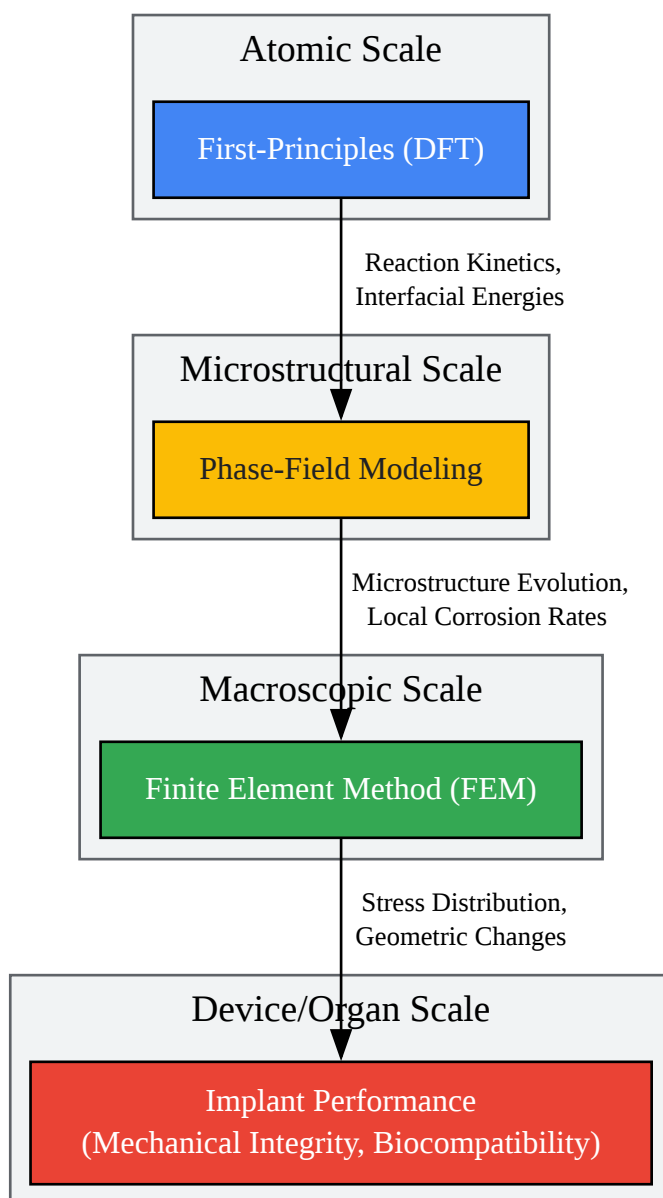 Atomic Scale
First-Principles (DFT)
Reaction Kinetics,
Interfacial Energies
Microstructural Scale
Phase-Field Modeling
Microstructure Evolution,
Local Corrosion Rates
Macroscopic Scale
Finite Element Method (FEM)
Stress Distribution,
Geometric Changes
Device/Organ Scale
Implant Performance
(Mechanical Integrity, Biocompatibility)